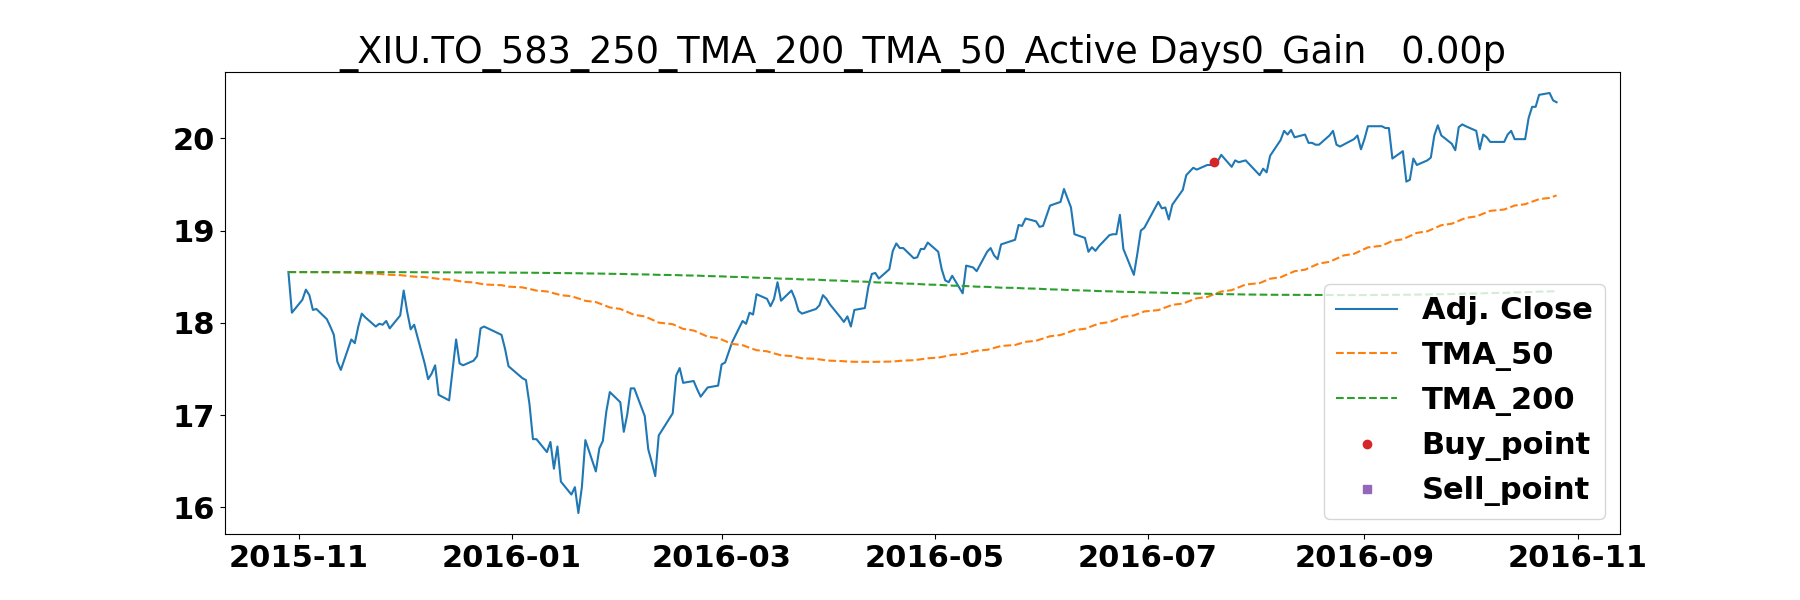 _XIU.TO_583_250_TMA_200_TMA_50_Active Days0_Gain   0.00p
20
19
18
17
16
Adj. Close
TMA_50
TMA_200
Buy_point
Sell_point
2015-11 2016-01 2016-03 2016-05 2016-07 2016-09 2016-11